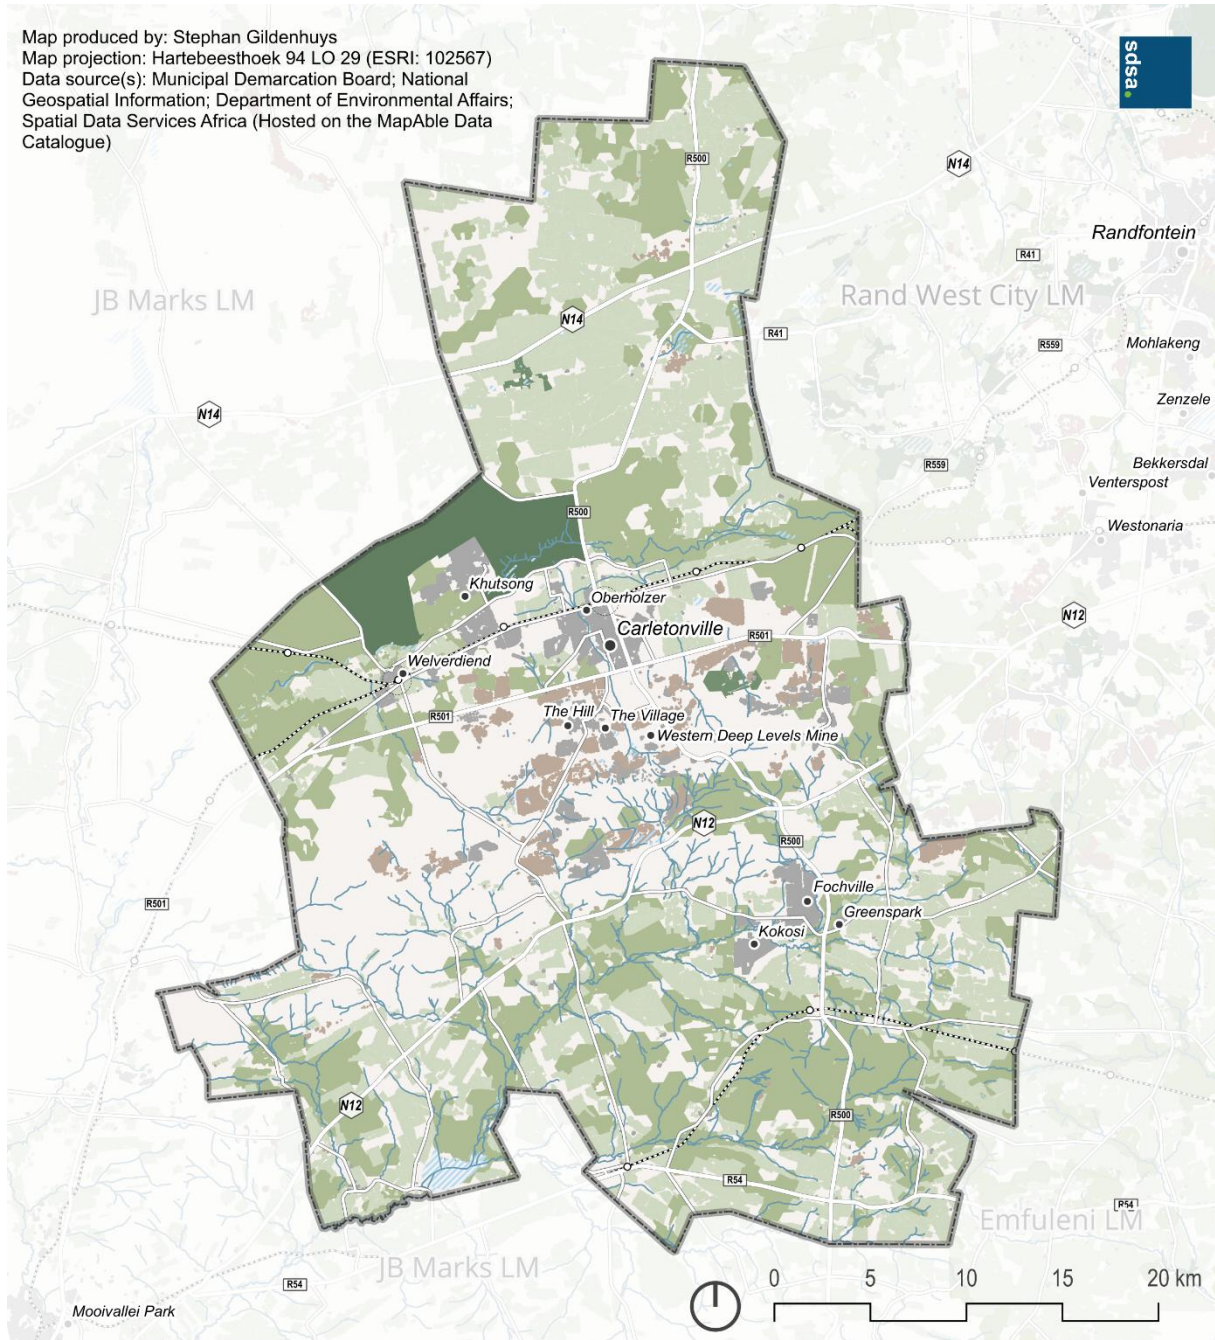 Map produced by: Stephan Gildenhuys
Map projection: Hartebeesthoek 94 LO 29 (ESRI: 102567)
Data source(s): Municipal Demarcation Board; National
Geospatial Information; Department of Environmental Affairs;
Spatial Data Services Africa (Hosted on the MapAble Data
Catalogue)
sdsa.
R500
N14
Randfontein
R41
JB Marks LM
Rand West City LM
N14
R41
R559
Mohlakeng
N14
Zenzele
R559
Bekkersdal
Venterspost
R500
Westonaria
Khutsong
Oberholzer
N12
Carletonville
R501
Welverdiend
The Hill
The Village
R501
Western Deep Levels Mine
N12
R500
Fochville
R501
Greenspark
Kokosi
N12
R500
R54
R54
Emfuleni LM
JB Marks LM
R54
0 5 10 15 20 km
Mooivallei Park